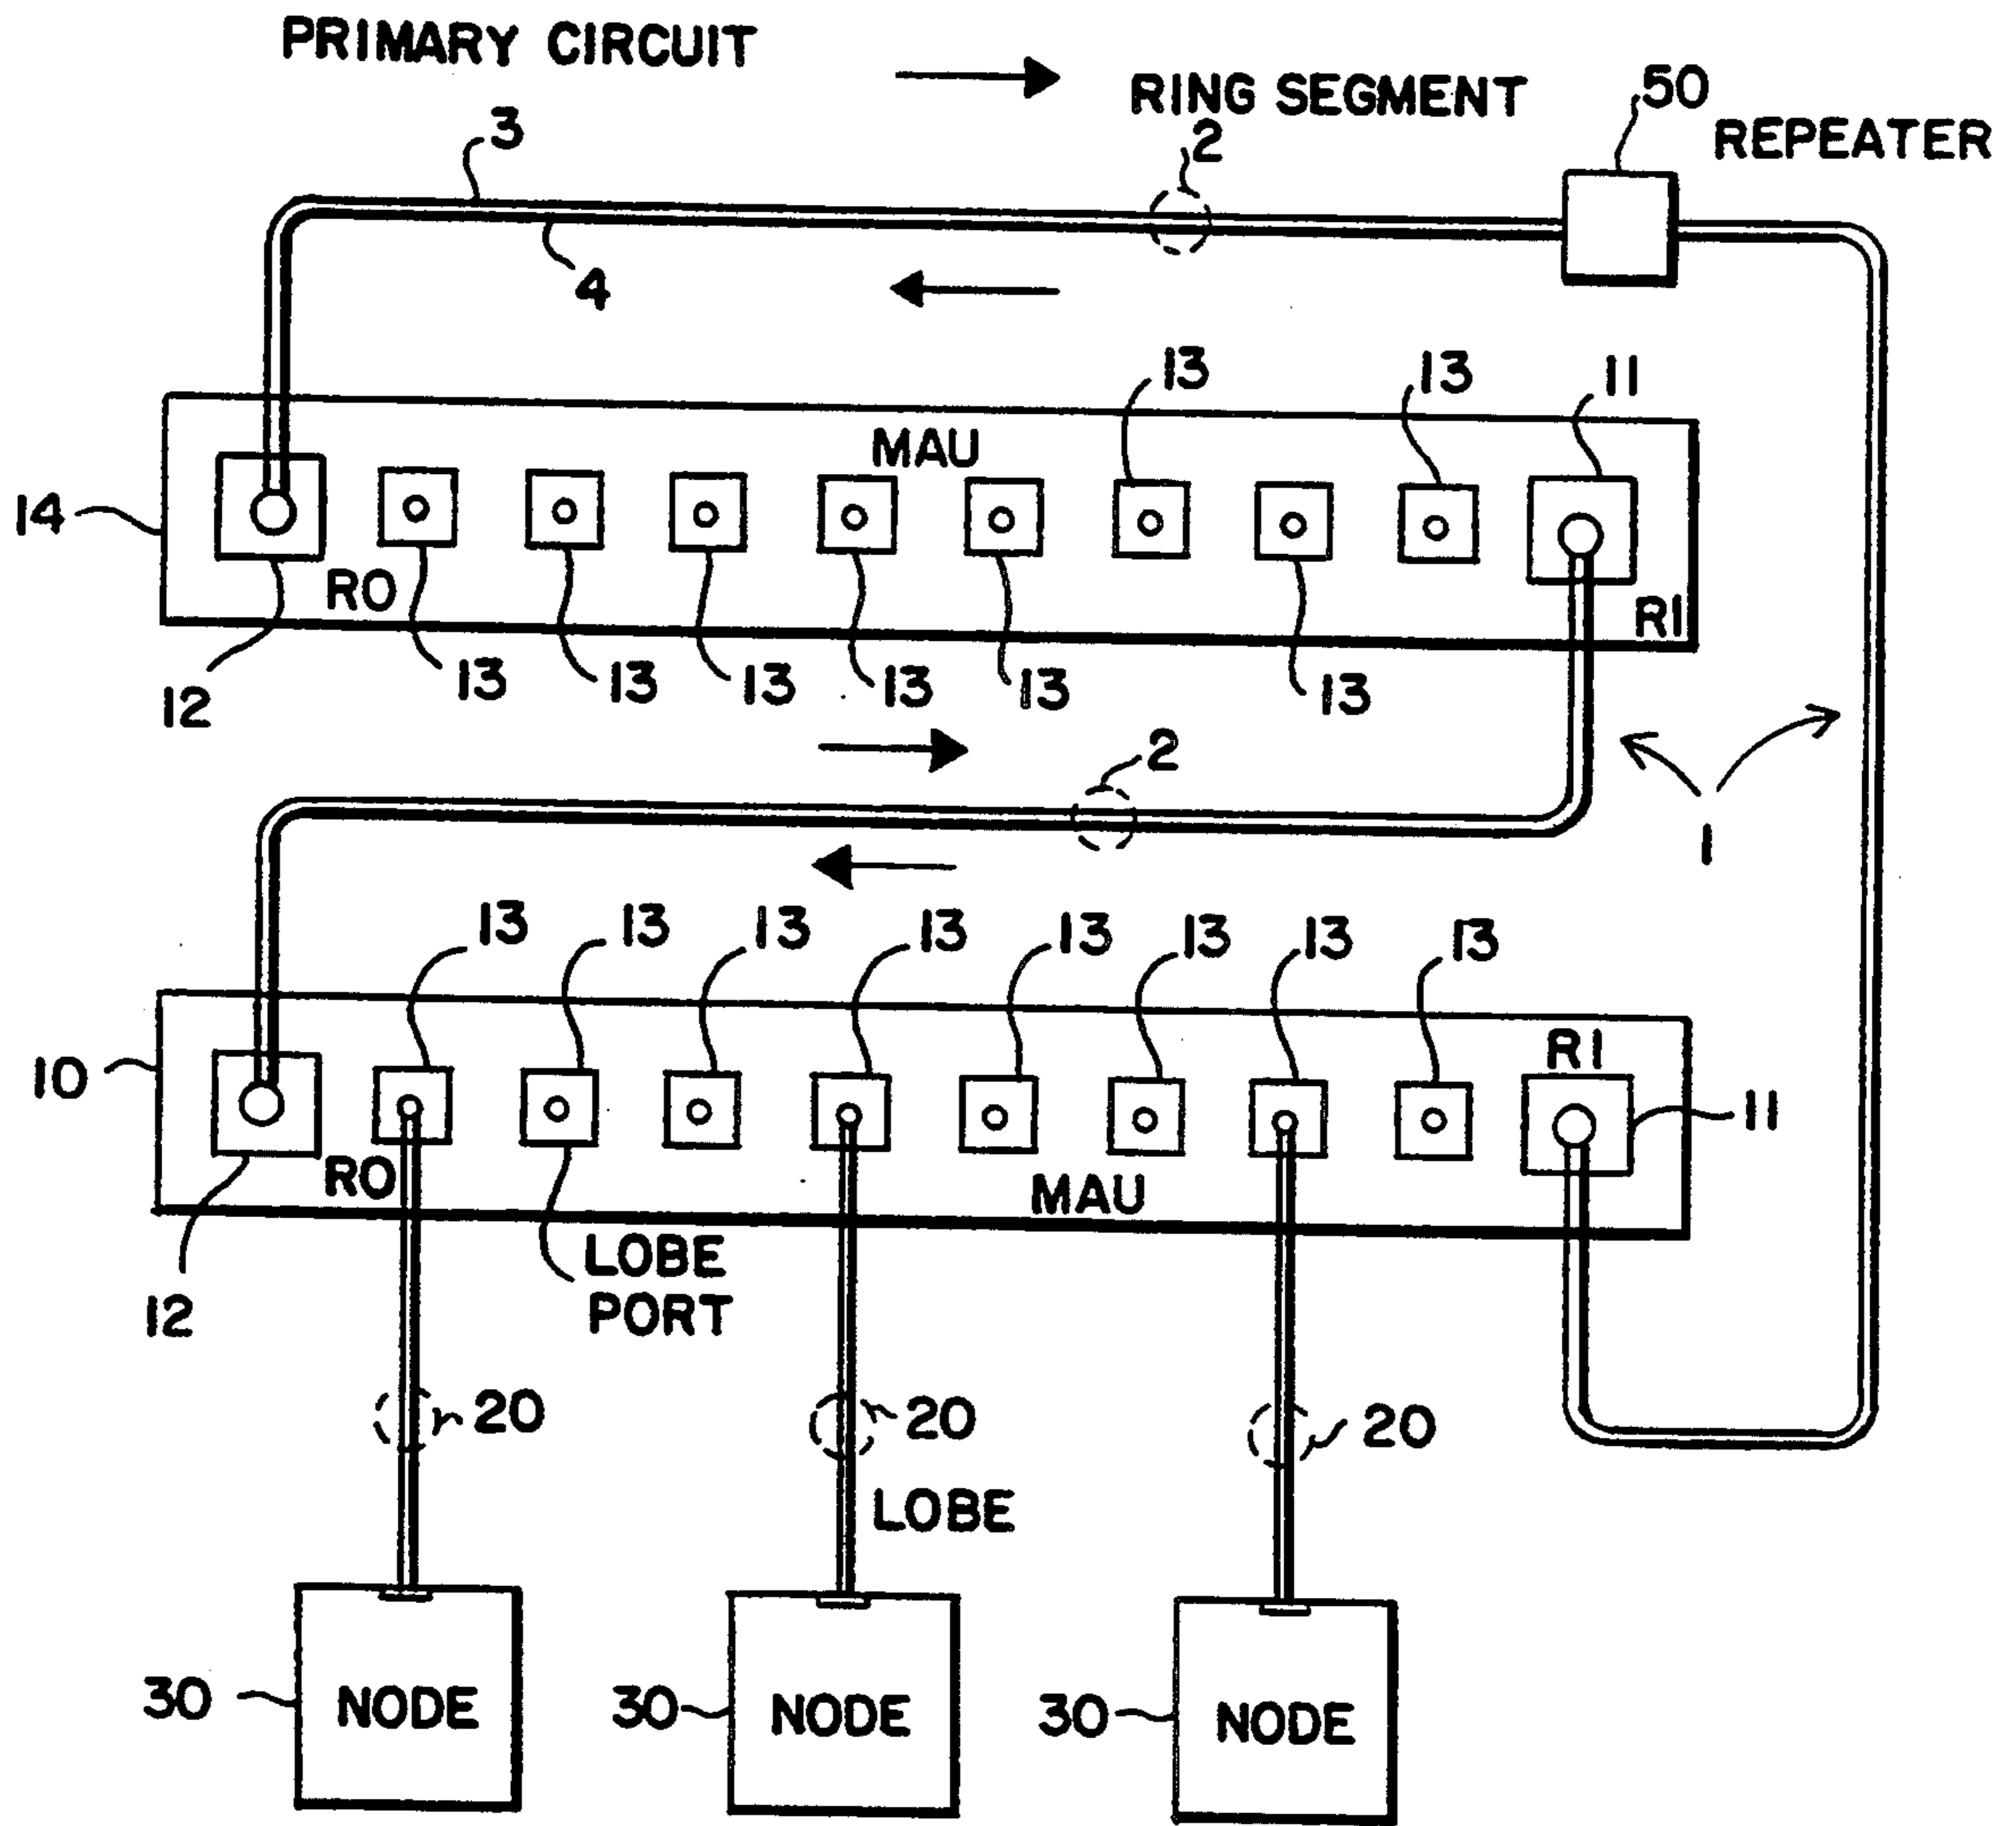 PRIMARY CIRCUIT
RING SEGMENT
50
REPEATER
3
2
4
13
13
11
MAU
14
RO
RI
12
13
13
13
13
13
13
2
1
13
13
13
13
13
13
13
13
10
RI
11
RO
MAU
12
LOBE
PORT
20
20
20
LOBE
30
NODE
30
NODE
30
NODE